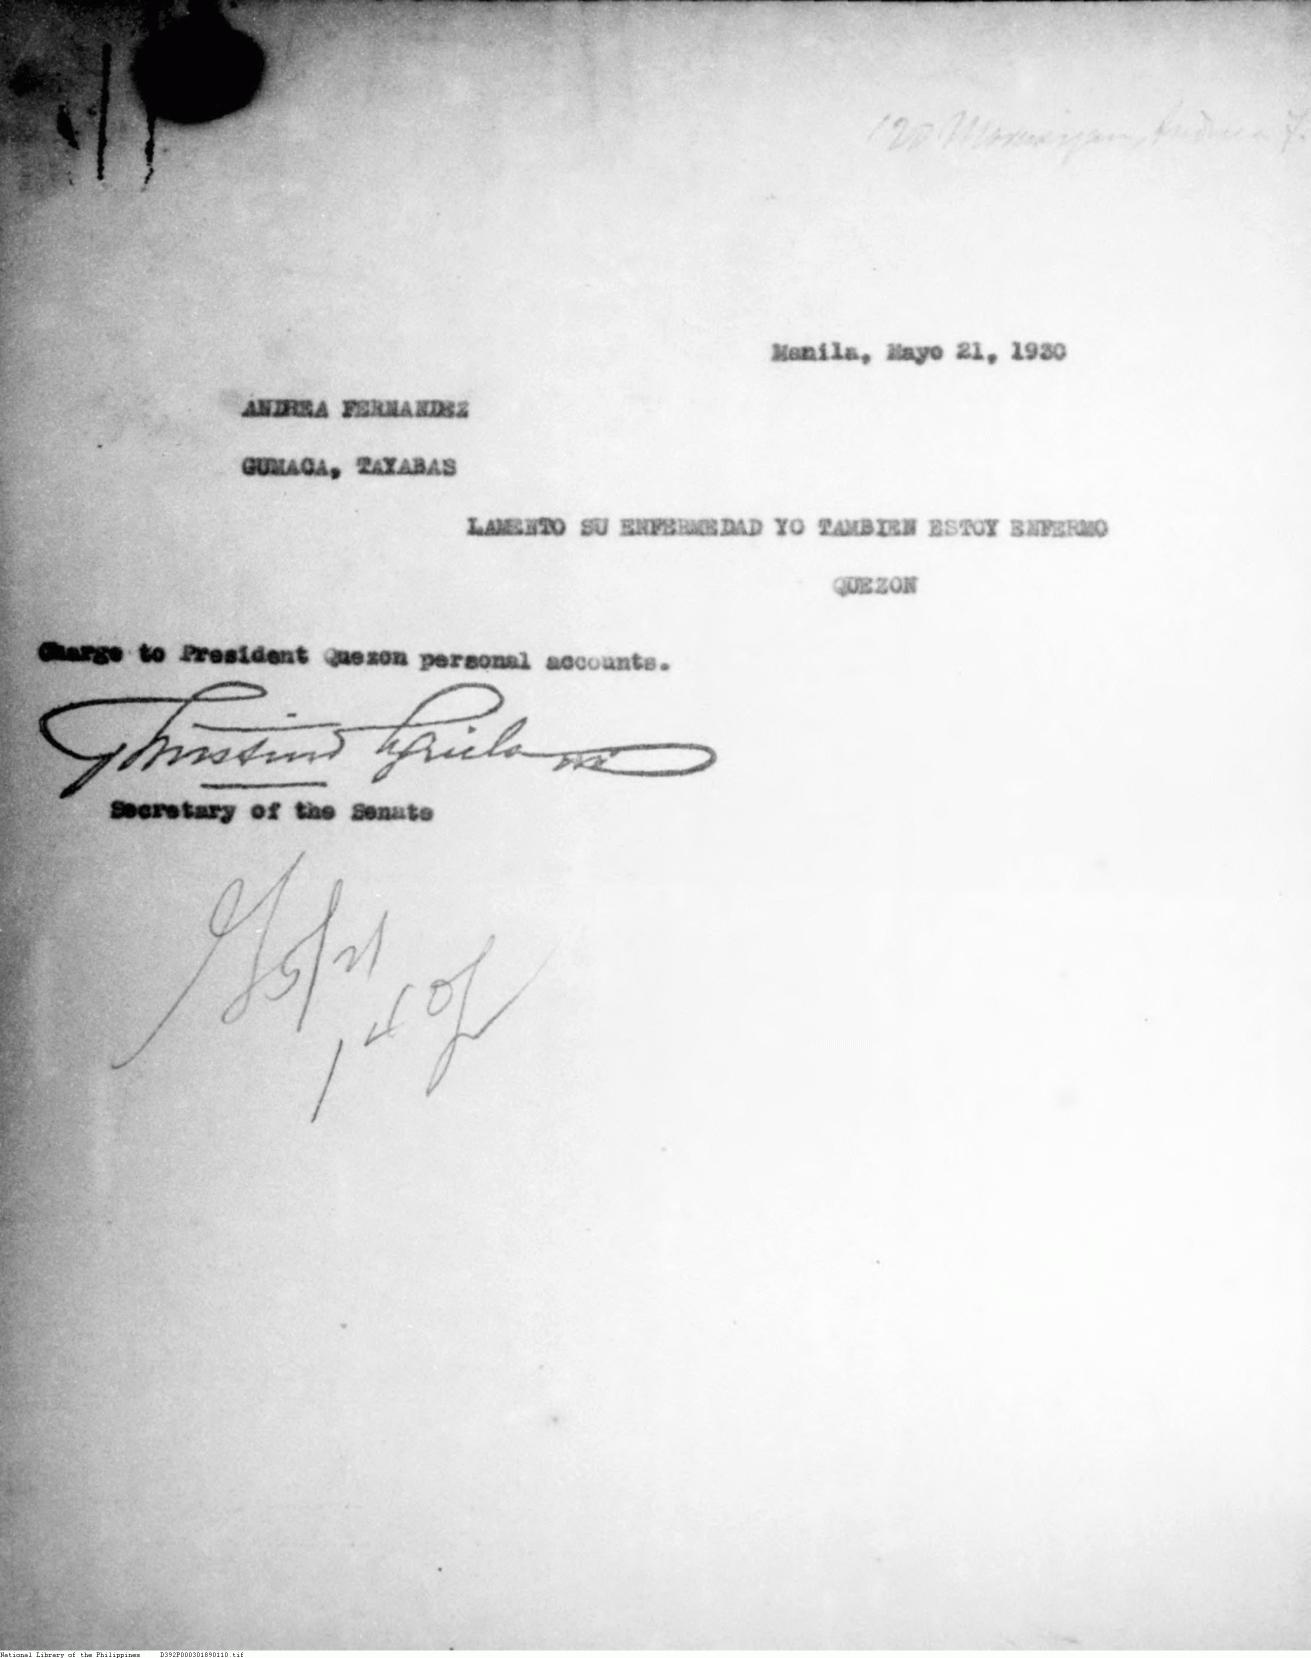 Manila, Mayo 21, 1930
ANDREA FERNANDEZ
GUMACA, TAYABAS
LAMENTO SU ENFERMEDAD YO TAMBIEN ESTOY ENFERMO
QUEZON
Charge to President Quezon personal accounts.
Secretary of the Senate
National Library of the Philippines D392P000301890110.tif